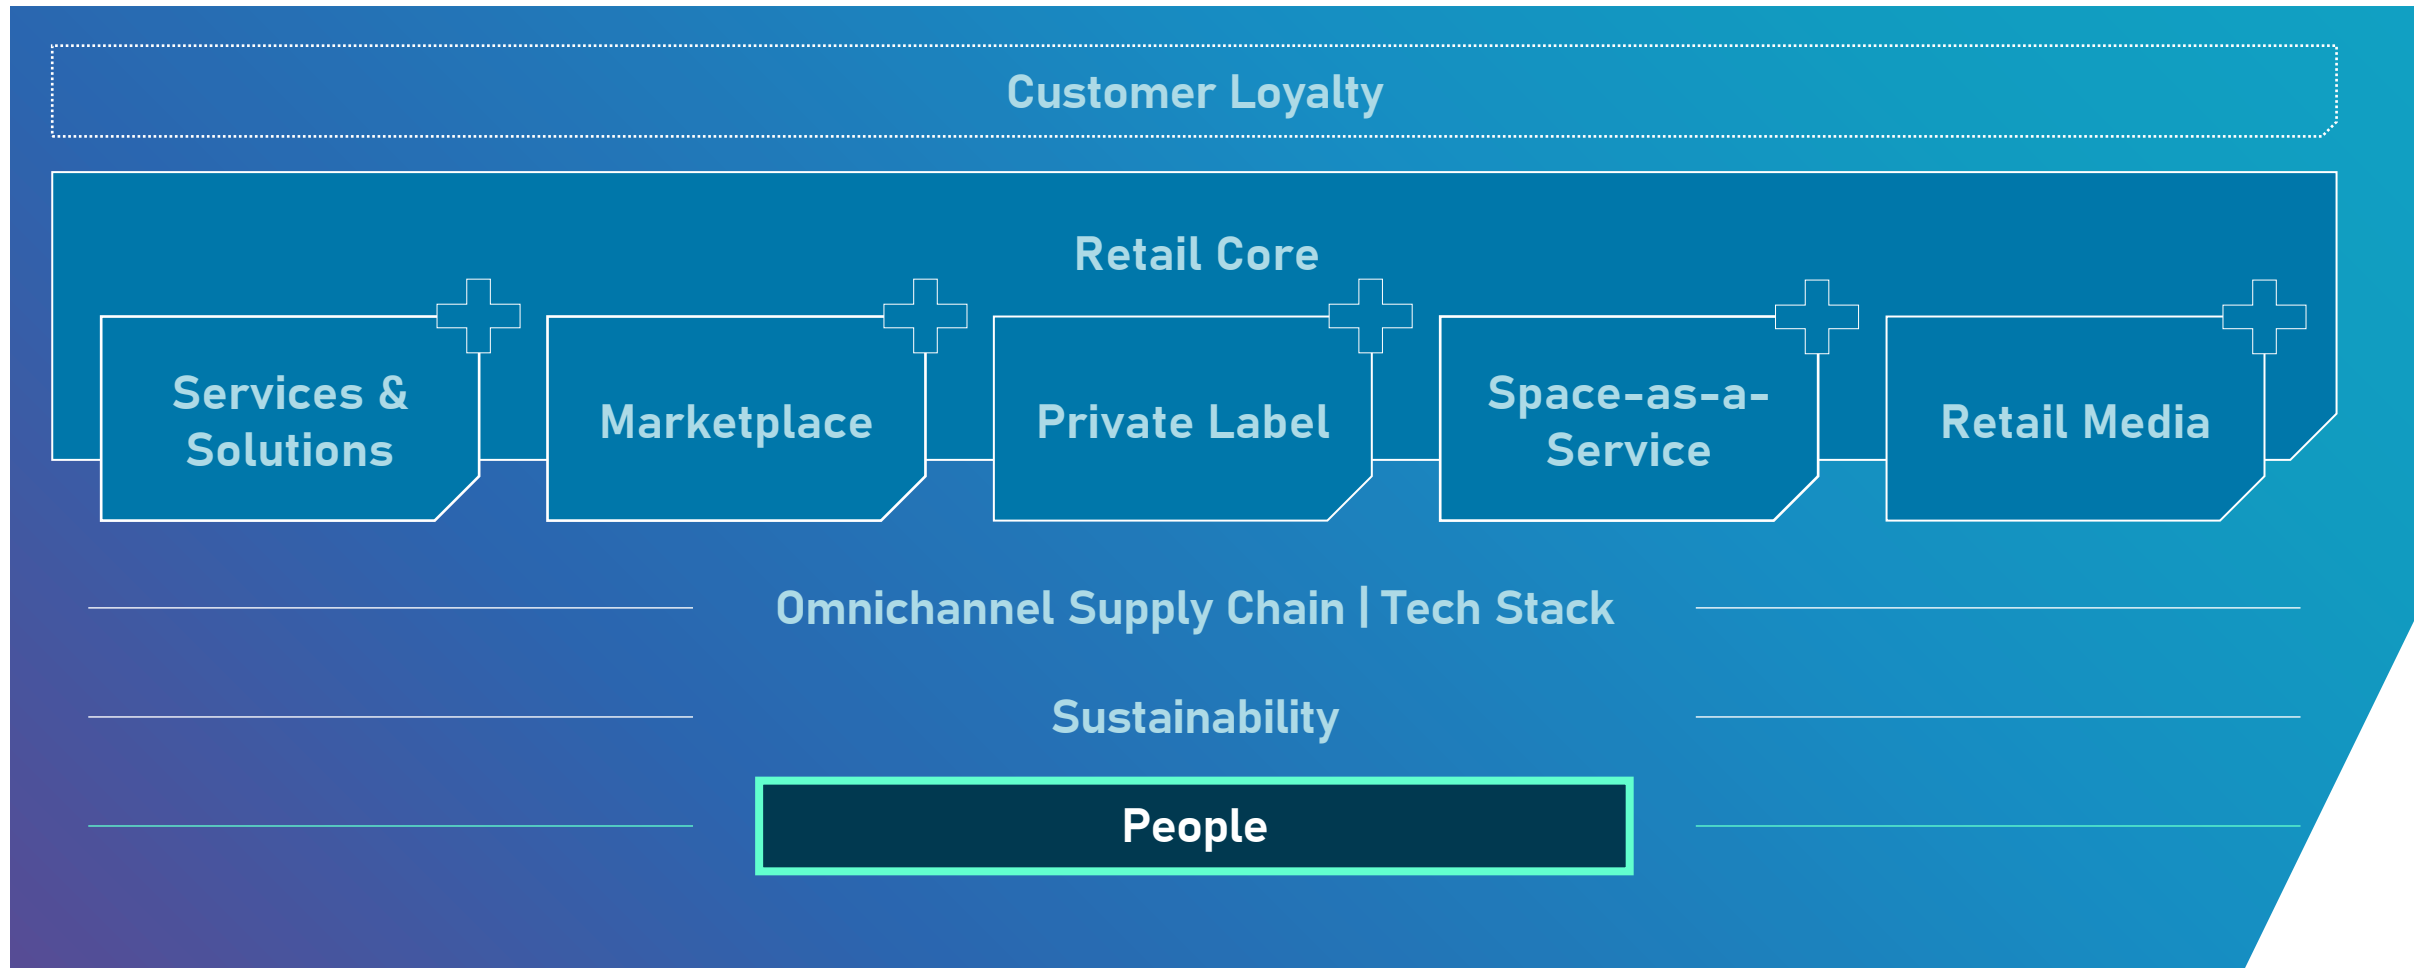 Customer Loyalty
Retail Core
Services &
Solutions
Marketplace
Private Label
Space-as-a-
Service
Retail Media
Omnichannel Supply Chain | Tech Stack
Sustainability
People